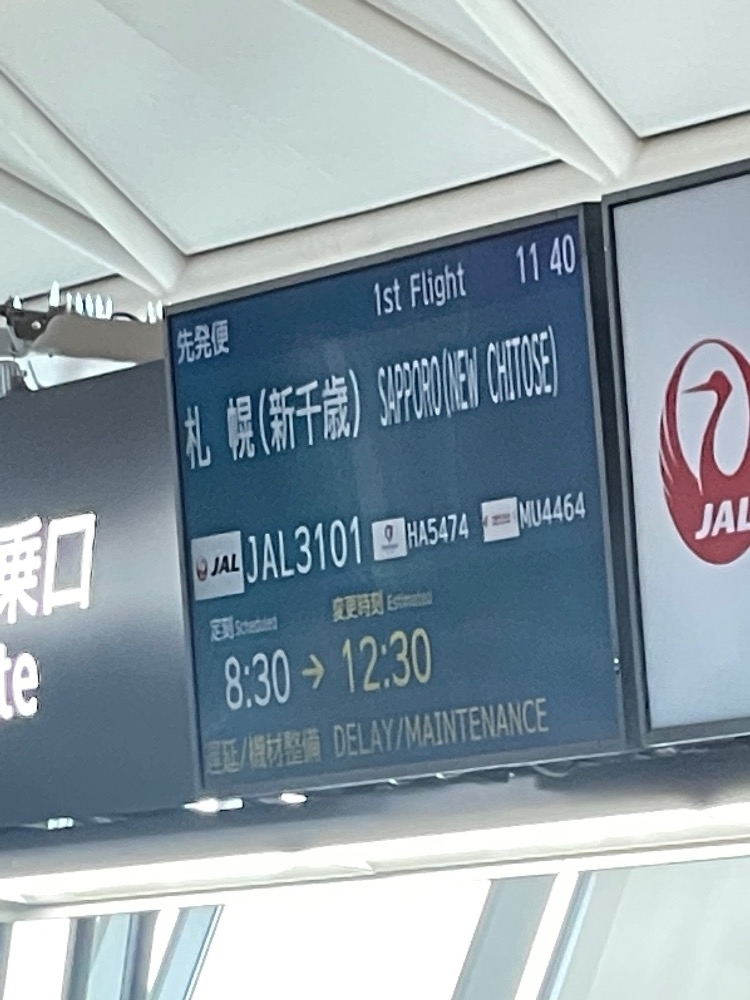 1st Flight 11 40
先発便
札 幌(新千歳) SAPPORO(NEW CHITOSE)
JAL JAL3101 HA5474 MU4464
定刻 Scheduled 変更時刻 Estimated
8:30 → 12:30
遅延/機材整備 DELAY/MAINTENANCE
乗口
te
JAL